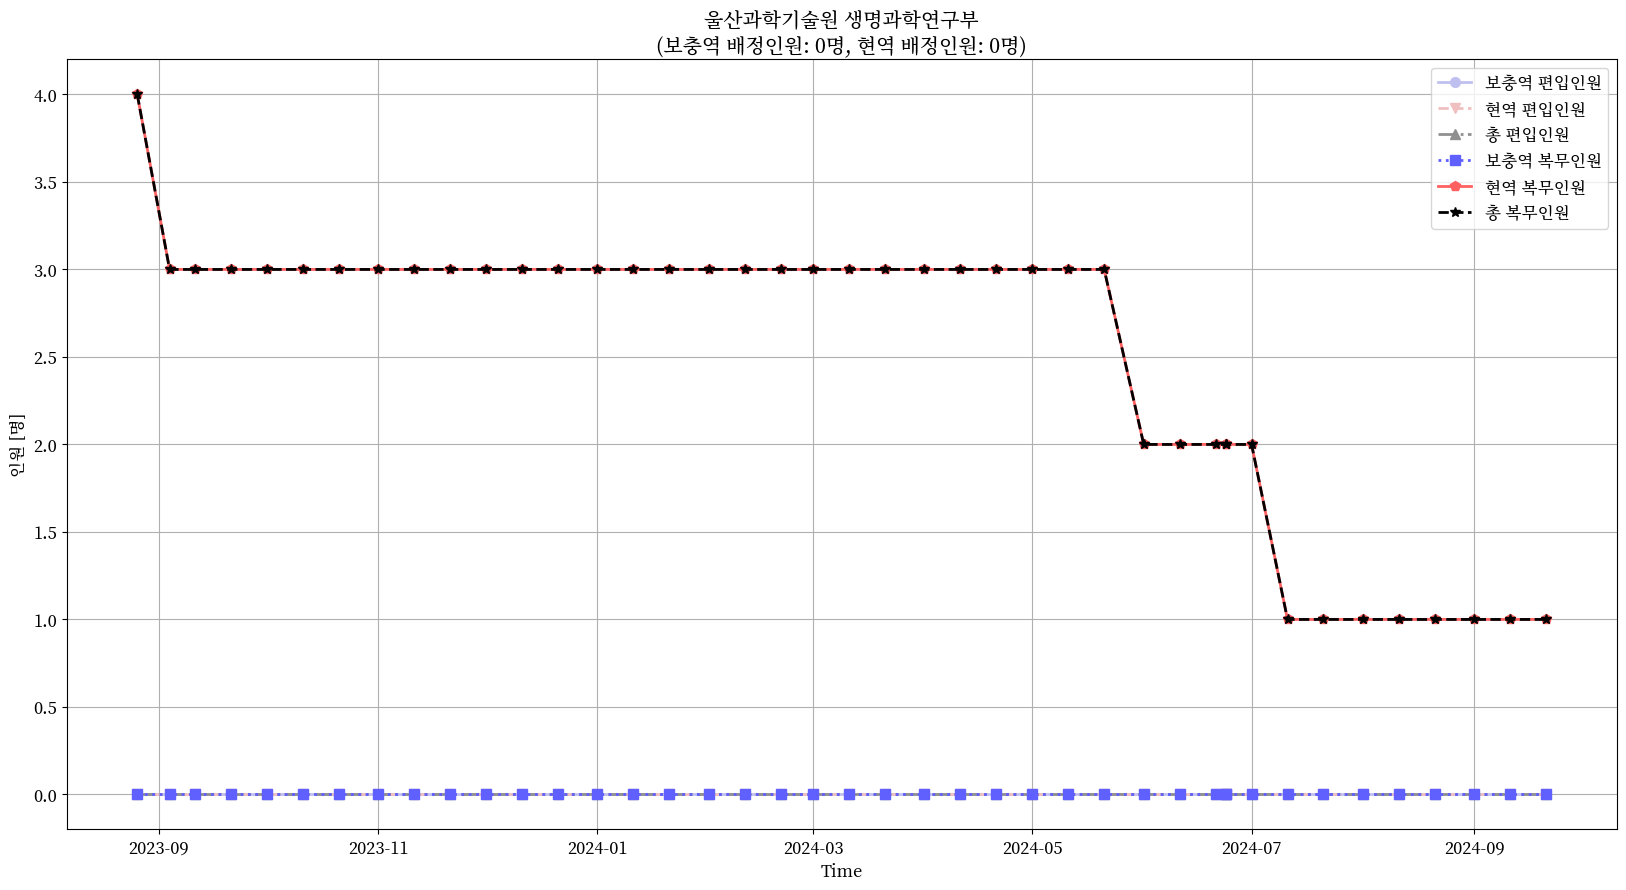 울산과학기술원 생명과학연구부
(보충역 배정인원: 0명, 현역 배정인원: 0명)
보충역 편입인원
현역 편입인원
총 편입인원
보충역 복무인원
현역 복무인원
총 복무인원
인원 [명]
4.0
3.5
3.0
2.5
2.0
1.5
1.0
0.5
0.0
2023-09
2023-11
2024-01
2024-03
2024-05
2024-07
2024-09
Time